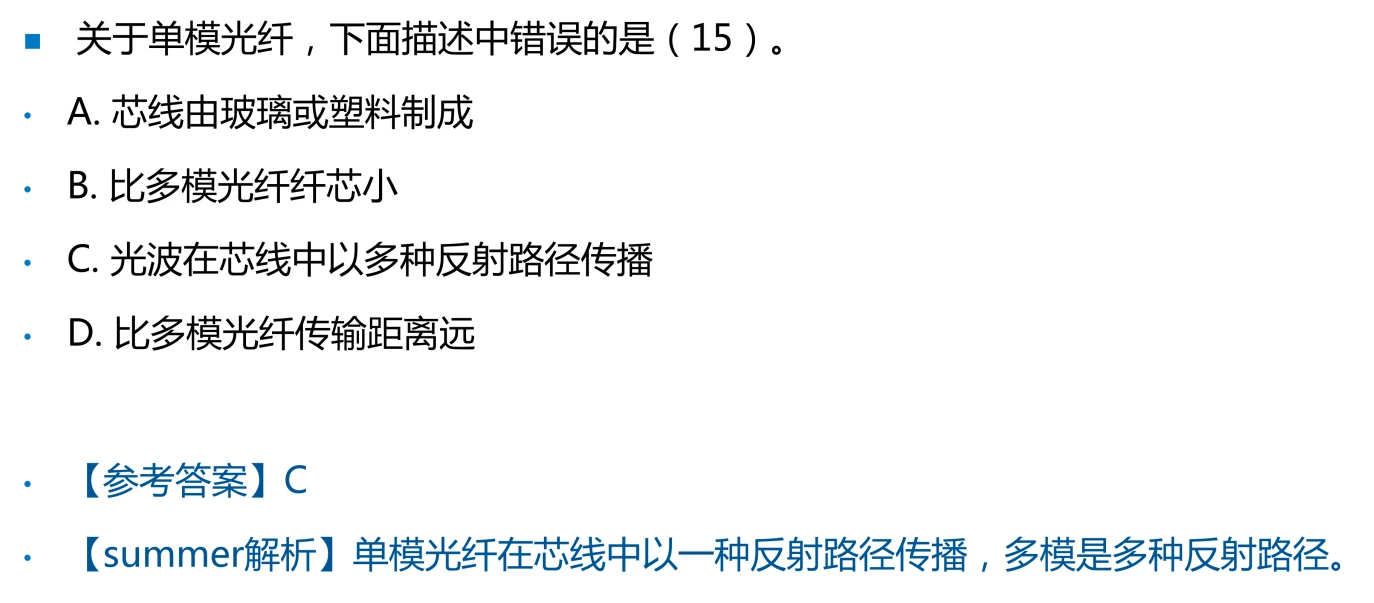 关于单模光纤，下面描述中错误的是（15）。
A. 芯线由玻璃或塑料制成
B. 比多模光纤纤芯小
C. 光波在芯线中以多种反射路径传播
D. 比多模光纤传输距离远
【参考答案】C
【summer解析】单模光纤在芯线中以一种反射路径传播，多模是多种反射路径。